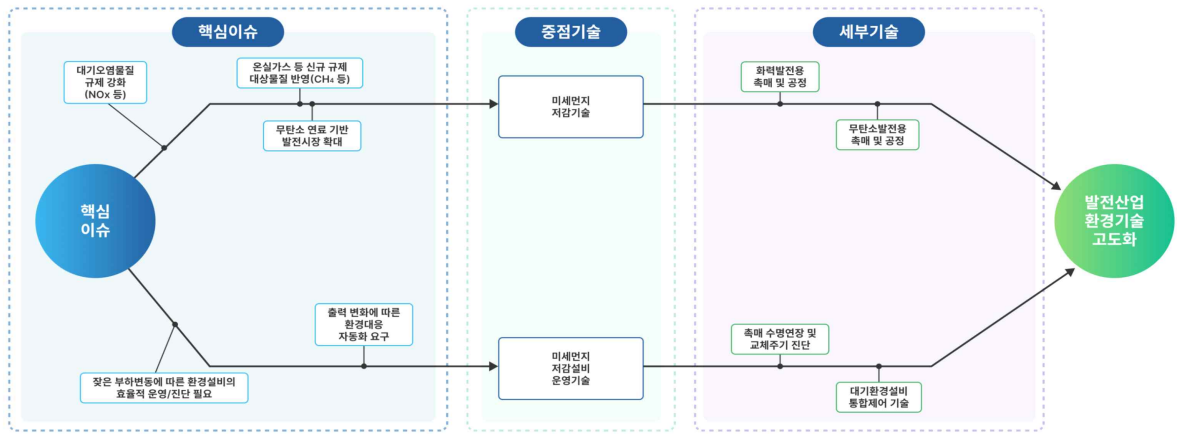 핵심이슈
중점기술
세부기술
대기오염물질
규제 강화
(NOx 등)
온실가스 등 신규 규제
대상물질 반영(CH₄ 등)
무탄소 연료 기반
발전시장 확대
미세먼지
저감기술
화력발전용
촉매 및 공정
무탄소발전용
촉매 및 공정
핵심
이슈
발전산업
환경기술
고도화
출력 변화에 따른
환경대응
자동화 요구
잦은 부하변동에 따른 환경설비의
효율적 운영/진단 필요
미세먼지
저감설비
운영기술
촉매 수명연장 및
교체주기 진단
대기환경설비
통합제어 기술